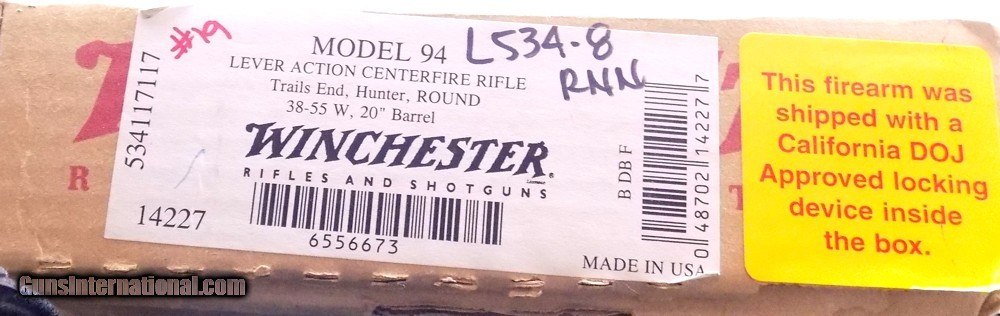 #19
534117117
MODEL 94
L534-8
RNN
LEVER ACTION CENTERFIRE RIFLE
Trails End, Hunter, ROUND
38-55 W, 20" Barrel
WINCHESTER
RIFLES AND SHOTGUNS
14227
6556673
B DB F
0 48702 14227 7
MADE IN USA
This firearm was
shipped with a
California DOJ
Approved locking
device inside
the box.
R
GunsInternational.com